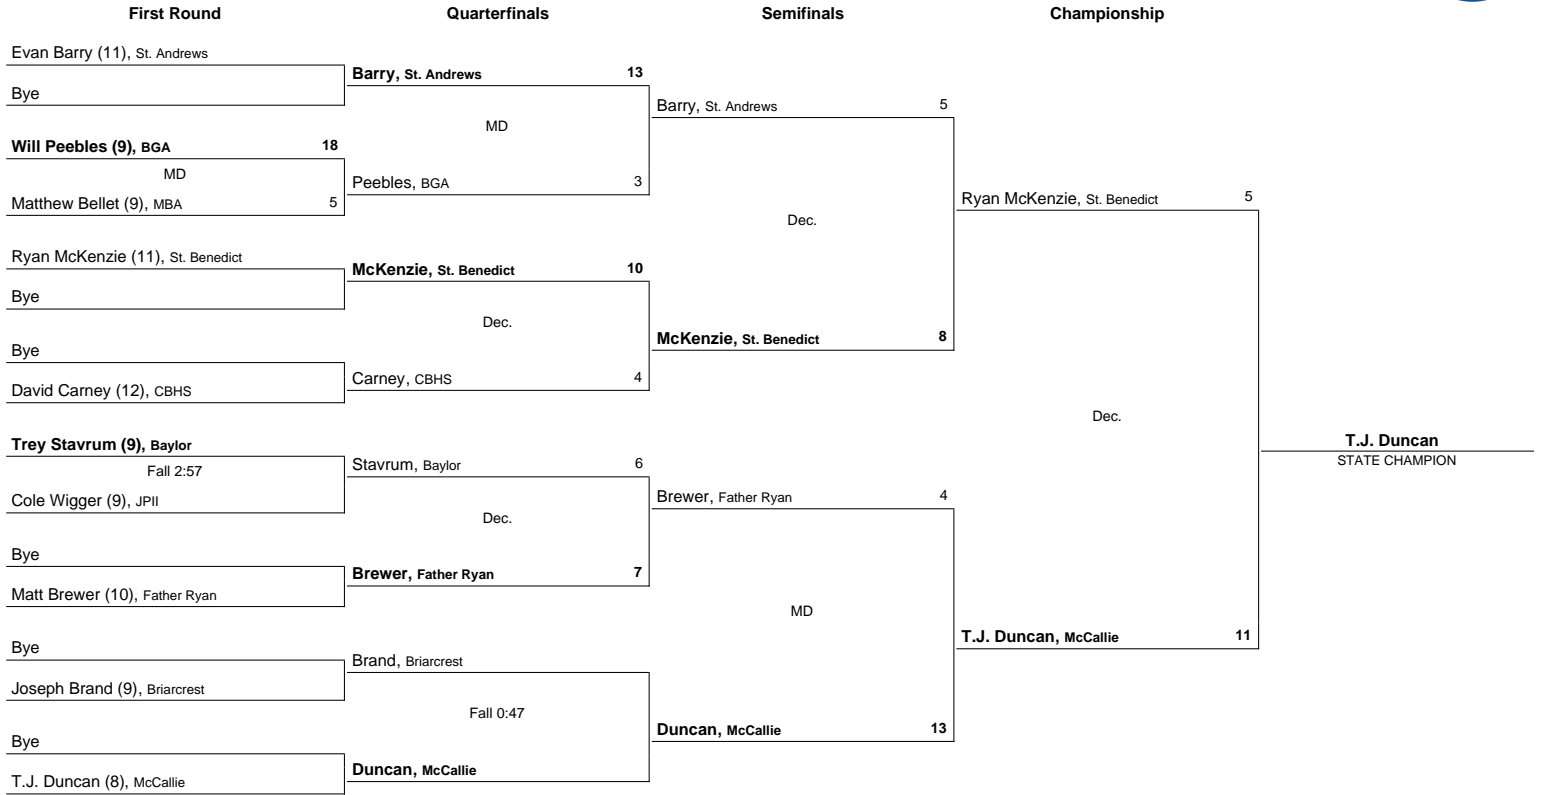 First Round Quarterfinals Semifinals Championship
Evan Barry (11), St. Andrews
Bye
Will Peebles (9), BGA 18
MD
Matthew Bellet (9), MBA 5
Ryan McKenzie (11), St. Benedict
Bye
Bye
David Carney (12), CBHS
Trey Stavrum (9), Baylor
Fall 2:57
Cole Wigger (9), JPII
Bye
Matt Brewer (10), Father Ryan
Bye
Joseph Brand (9), Briarcrest
Bye
T.J. Duncan (8), McCallie
Barry, St. Andrews 13
MD
Peebles, BGA 3
McKenzie, St. Benedict 10
Dec.
Carney, CBHS 4
Stavrum, Baylor 6
Dec.
Brewer, Father Ryan 7
Brand, Briarcrest
Fall 0:47
Duncan, McCallie
Barry, St. Andrews 5
Dec.
McKenzie, St. Benedict 8
Brewer, Father Ryan 4
MD
Duncan, McCallie 13
Ryan McKenzie, St. Benedict 5
Dec.
T.J. Duncan, McCallie 11
T.J. Duncan
STATE CHAMPION